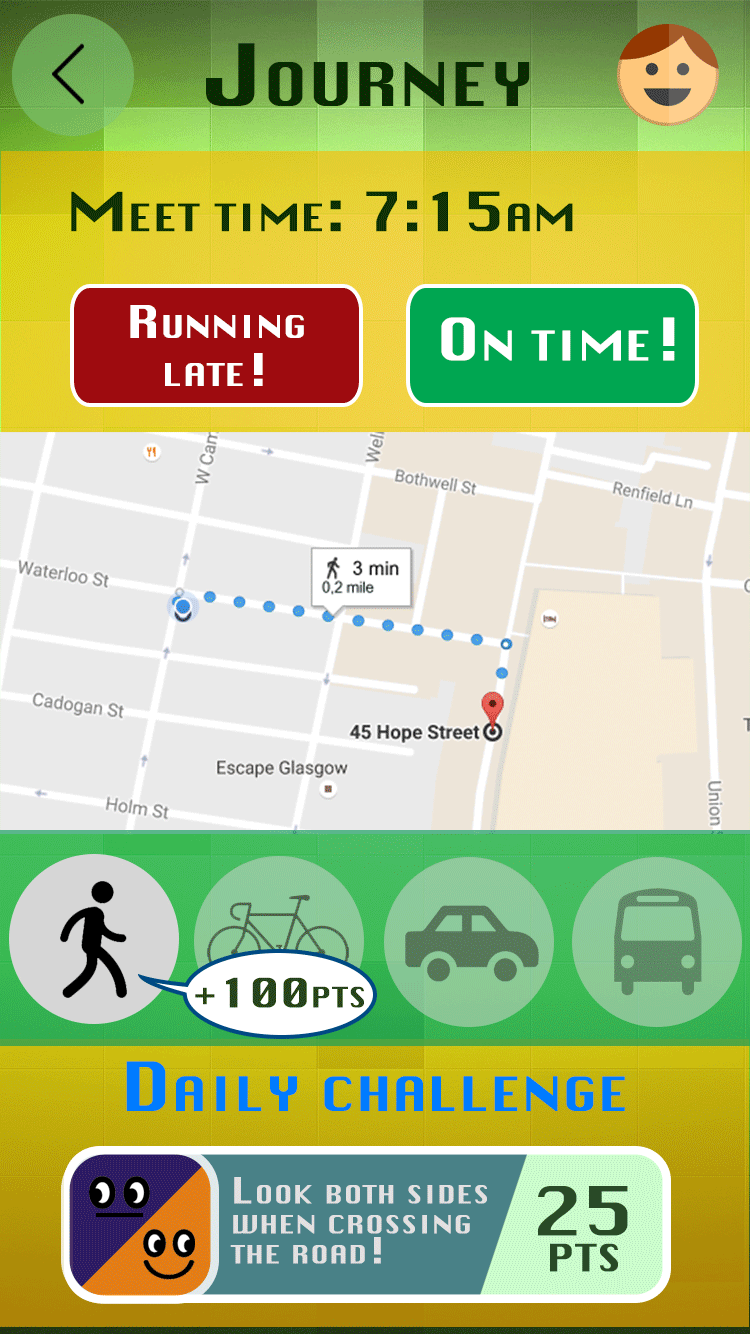 Journey
Meet time: 7:15am
Running
late!
On time!
W Cam
Well
Bothwell St
Renfield Ln
Waterloo St
3 min
0,2 mile
Cadogan St
45 Hope Street
Escape Glasgow
Holm St
Union
+100pts
Daily challenge
Look both sides
when crossing
the road!
25
pts